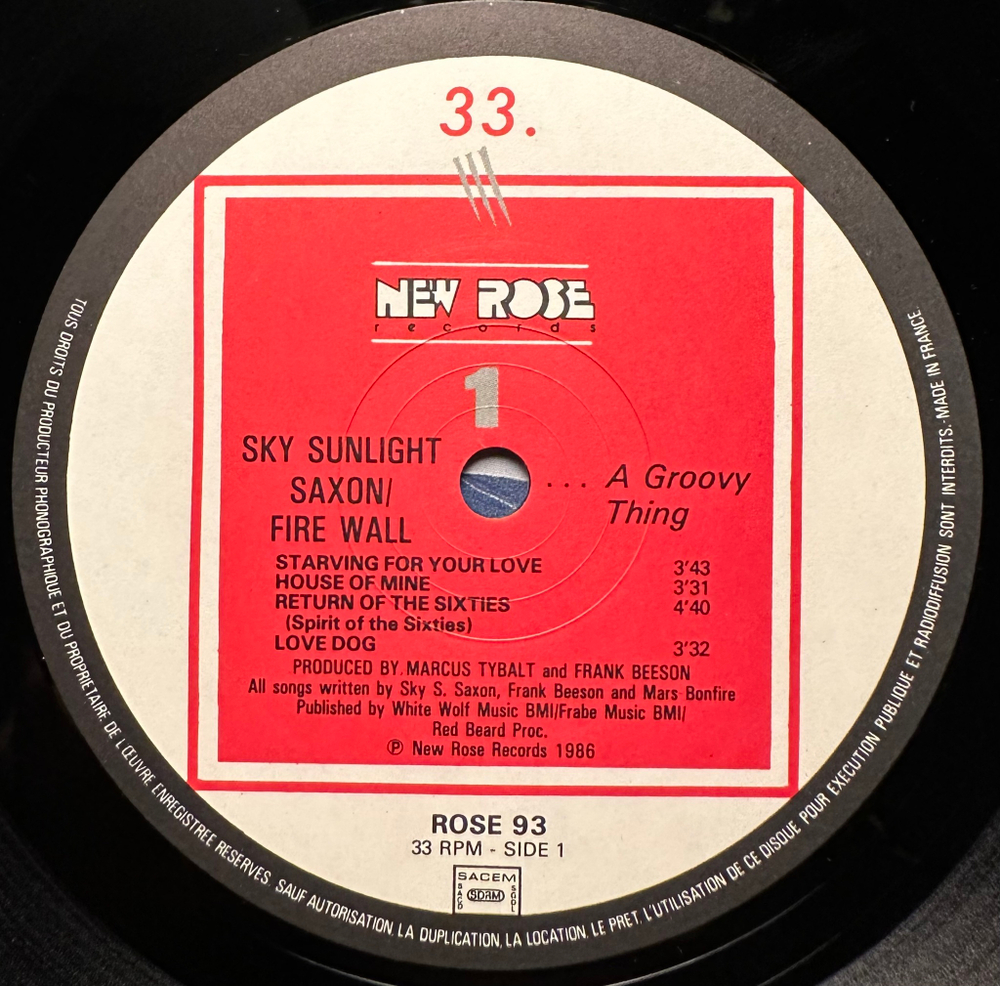 33.
NEW ROSE
records
1
SKY SUNLIGHT
SAXON/
FIRE WALL
... A Groovy
Thing
STARVING FOR YOUR LOVE 3'43
HOUSE OF MINE 3'31
RETURN OF THE SIXTIES 4'40
(Spirit of the Sixties)
LOVE DOG 3'32
PRODUCED BY MARCUS TYBALT and FRANK BEESON
All songs written by Sky S. Saxon, Frank Beeson and Mars Bonfire
Published by White Wolf Music BMI/Frabe Music BMI/
Red Beard Proc.
℗ New Rose Records 1986
ROSE 93
33 RPM - SIDE 1
SACEM
SACD SDRM SGDL
TOUS DROITS DU PRODUCTEUR PHONOGRAPHIQUE ET DU PROPRIETAIRE DE L'ŒUVRE ENREGISTREE RESERVES. SAUF AUTORISATION, LA DUPLICATION, LA LOCATION, LE PRET, L'UTILISATION DE CE DISQUE POUR EXECUTION PUBLIQUE ET RADIODIFFUSION SONT INTERDITS.-MADE IN FRANCE